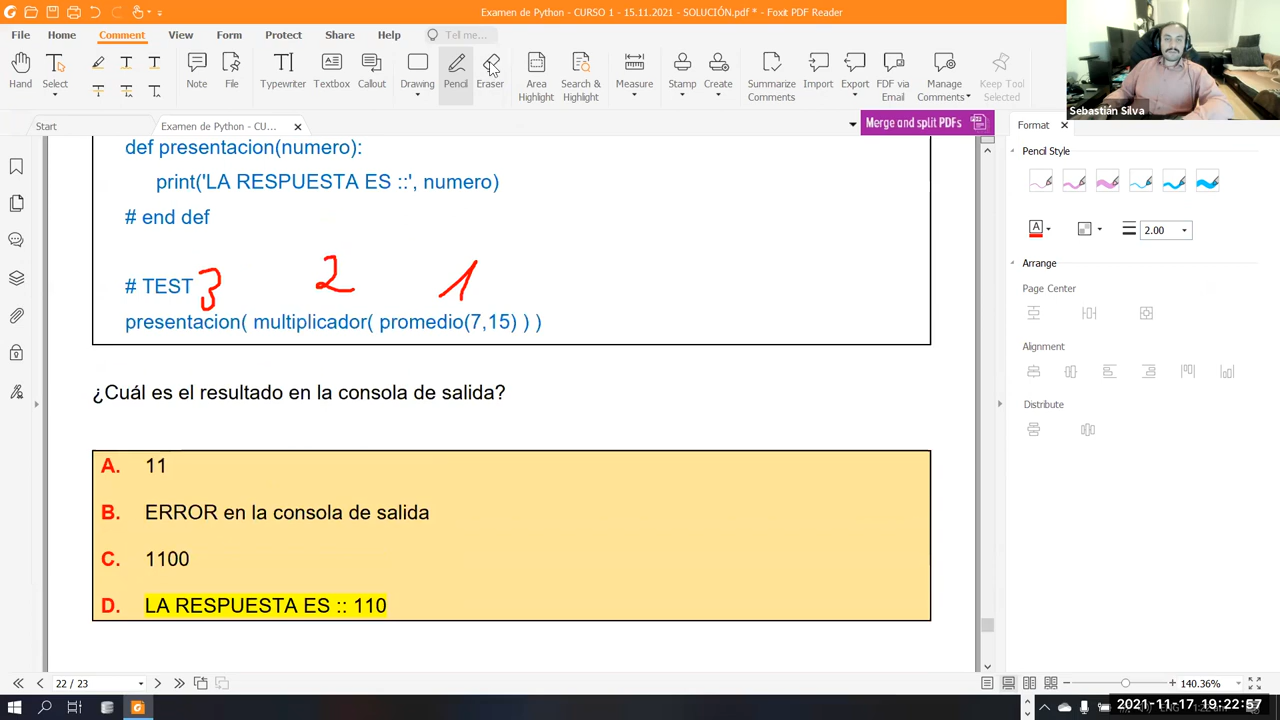 Examen de Python - CURSO 1 - 15.11.2021 - SOLUCIÓN.pdf * - Foxit PDF Reader
File Home Comment View Form Protect Share Help Tell me...
Hand Select Note File Typewriter Textbox Callout Drawing Pencil Eraser Area Highlight Search & Highlight Measure Stamp Create Summarize Comments Import Export FDF via Email Manage Comments Keep Tool Selected
Sebastián Silva
Start Examen de Python - CU... Merge and split PDFs
Format
Pencil Style
2.00
Arrange
Page Center
Alignment
Distribute
def presentacion(numero):
print('LA RESPUESTA ES ::', numero)
# end def
3 2 1
# TEST
presentacion( multiplicador( promedio(7,15) ) )
¿Cuál es el resultado en la consola de salida?
A. 11
B. ERROR en la consola de salida
C. 1100
D. LA RESPUESTA ES :: 110
22 / 23
140.36%
2021-11-17 19:22:57